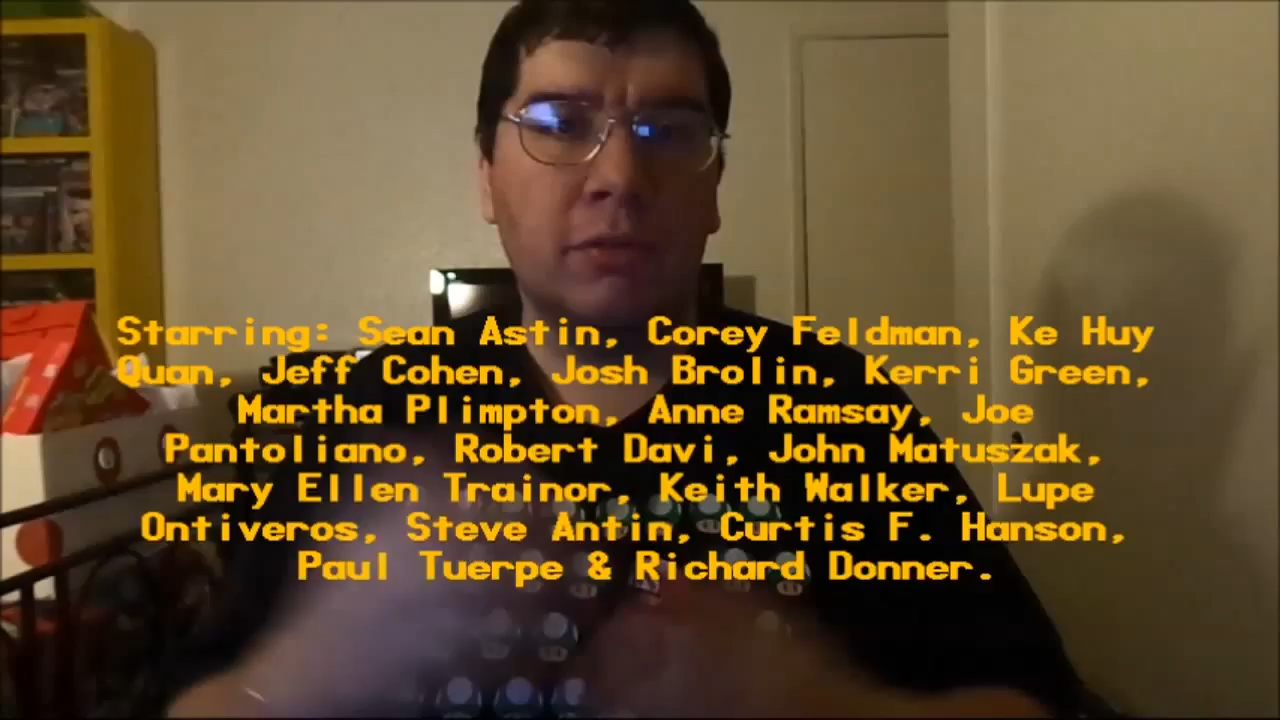 Starring: Sean Astin, Corey Feldman, Ke Huy
Quan, Jeff Cohen, Josh Brolin, Kerri Green,
Martha Plimpton, Anne Ramsay, Joe
Pantoliano, Robert Davi, John Matuszak,
Mary Ellen Trainor, Keith Walker, Lupe
Ontiveros, Steve Antin, Curtis F. Hanson,
Paul Tuerpe & Richard Donner.